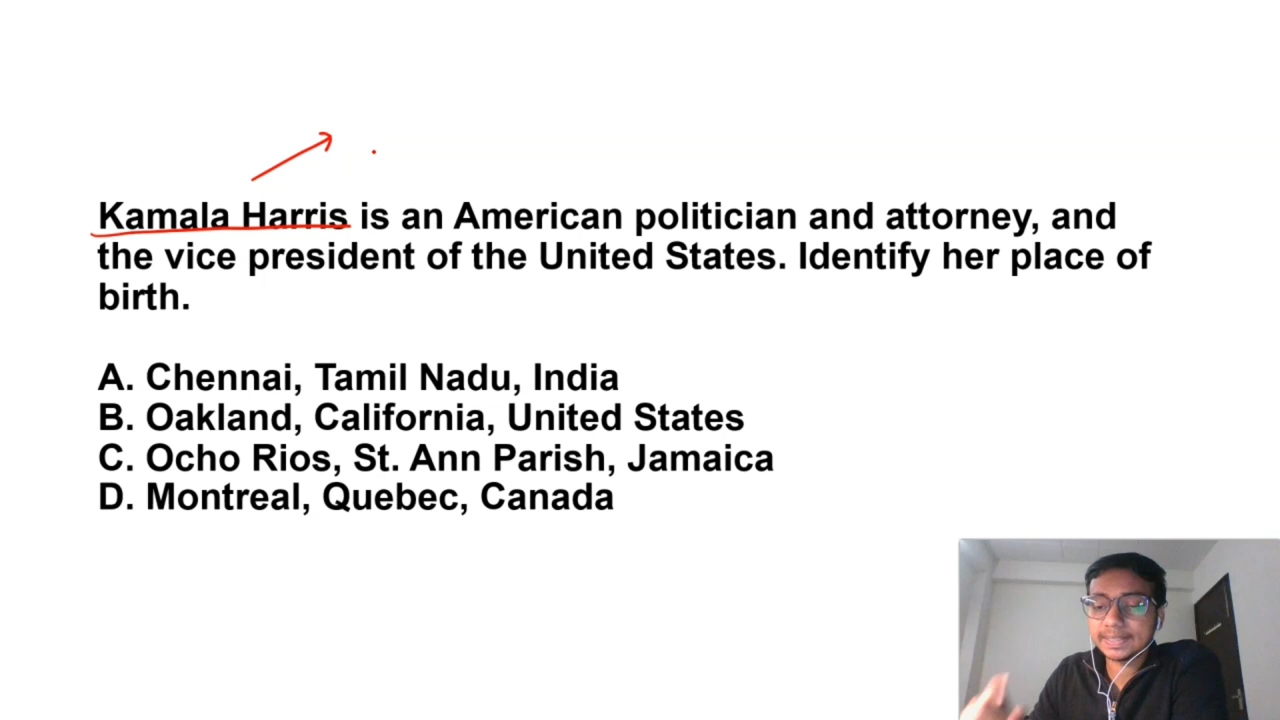 Kamala Harris is an American politician and attorney, and
the vice president of the United States. Identify her place of
birth.
A. Chennai, Tamil Nadu, India
B. Oakland, California, United States
C. Ocho Rios, St. Ann Parish, Jamaica
D. Montreal, Quebec, Canada